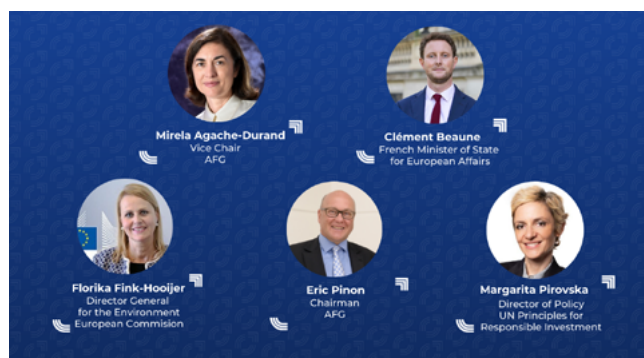 Mirela Agache-Durand
Vice Chair
AFG
Clément Beaune
French Minister of State
for European Affairs
Florika Fink-Hooijer
Director General
for the Environment
European Commision
Eric Pinon
Chairman
AFG
Margarita Pirovska
Director of Policy
UN Principles for
Responsible Investment